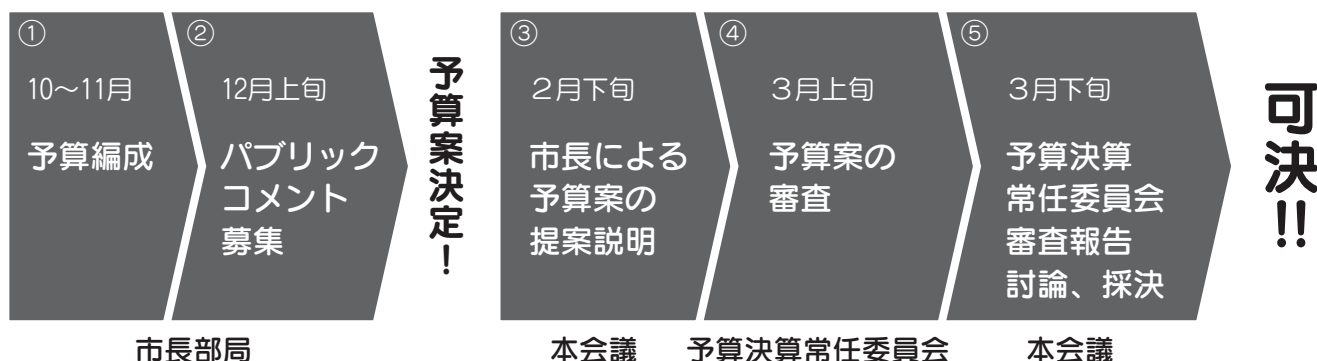 ①
10～11月
予算編成
②
12月上旬
パブリック
コメント
募集
予算案決定！
③
２月下旬
市長による
予算案の
提案説明
④
３月上旬
予算案の
審査
⑤
３月下旬
予算決算
常任委員会
審査報告
討論、採決
可決!!
市長部局
本会議
予算決算常任委員会
本会議